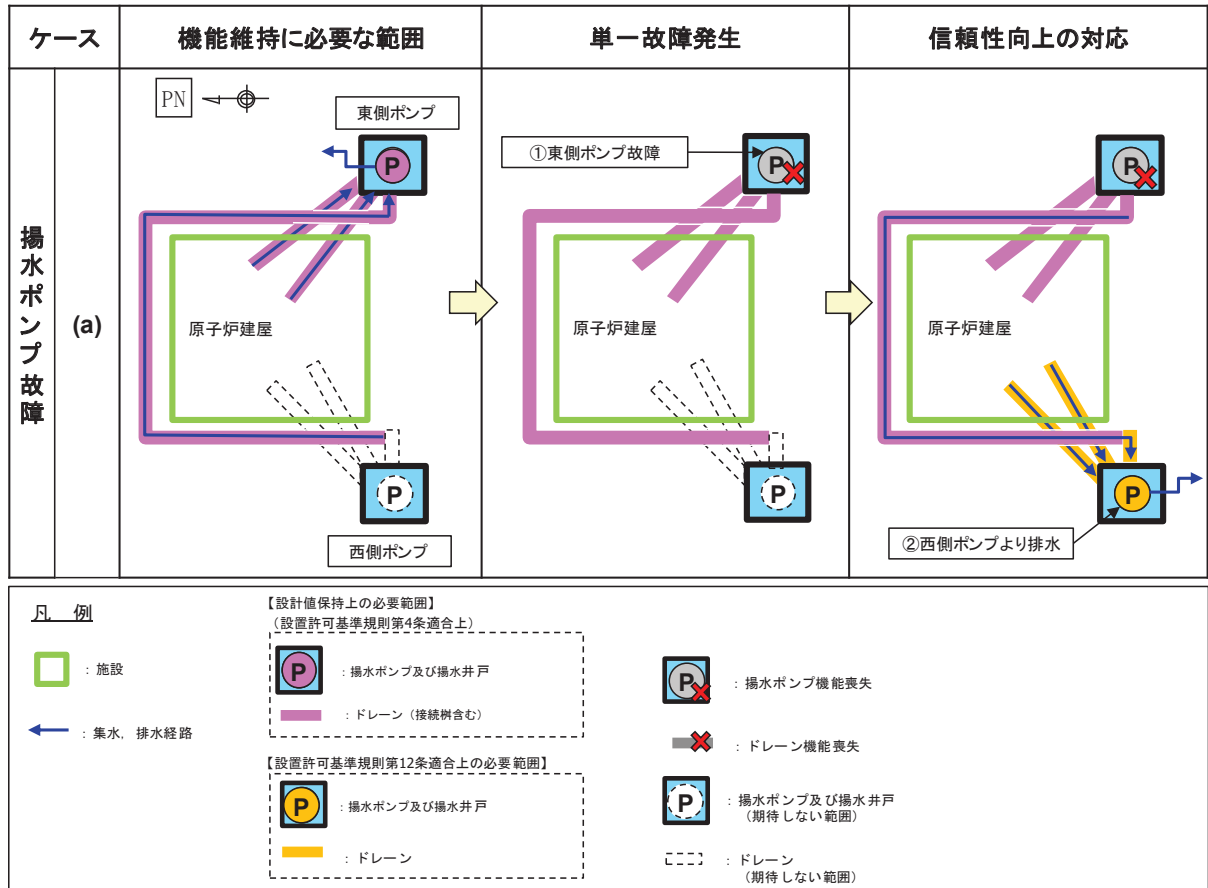 ケース
機能維持に必要な範囲
単一故障発生
信頼性向上の対応
揚水ポンプ故障
(a)
PN
東側ポンプ
P
原子炉建屋
P
西側ポンプ
①東側ポンプ故障
P
原子炉建屋
P
P
原子炉建屋
P
②西側ポンプより排水
凡 例
：施設
：集水，排水経路
【設計値保持上の必要範囲】
（設置許可基準規則第4条適合上）
P
：揚水ポンプ及び揚水井戸
：ドレーン（接続桝含む）
【設置許可基準規則第12条適合上の必要範囲】
P
：揚水ポンプ及び揚水井戸
：ドレーン
P
：揚水ポンプ機能喪失
：ドレーン機能喪失
P
：揚水ポンプ及び揚水井戸
（期待しない範囲）
：ドレーン
（期待しない範囲）